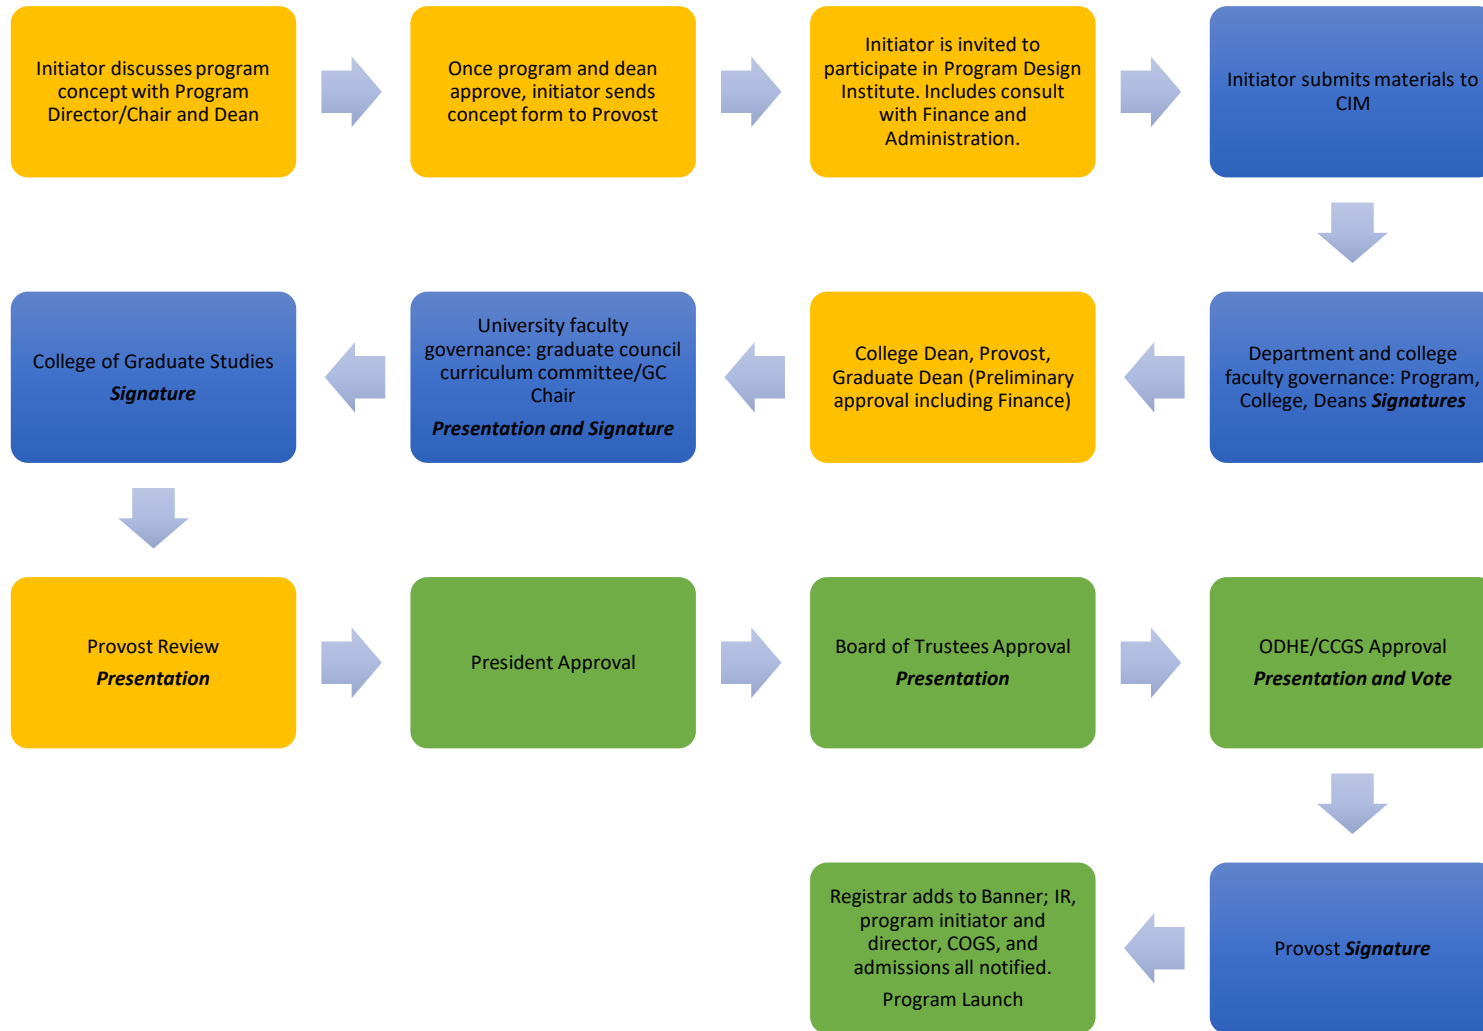 Initiator discusses program
concept with Program
Director/Chair and Dean
Once program and dean
approve, initiator sends
concept form to Provost
Initiator is invited to
participate in Program Design
Institute. Includes consult
with Finance and
Administration.
Initiator submits materials to
CIM
Department and college
faculty governance: Program,
College, Deans Signatures
College Dean, Provost,
Graduate Dean (Preliminary
approval including Finance)
University faculty
governance: graduate council
curriculum committee/GC
Chair
Presentation and Signature
College of Graduate Studies
Signature
Provost Review
Presentation
President Approval
Board of Trustees Approval
Presentation
ODHE/CCGS Approval
Presentation and Vote
Provost Signature
Registrar adds to Banner; IR,
program initiator and
director, COGS, and
admissions all notified.
Program Launch